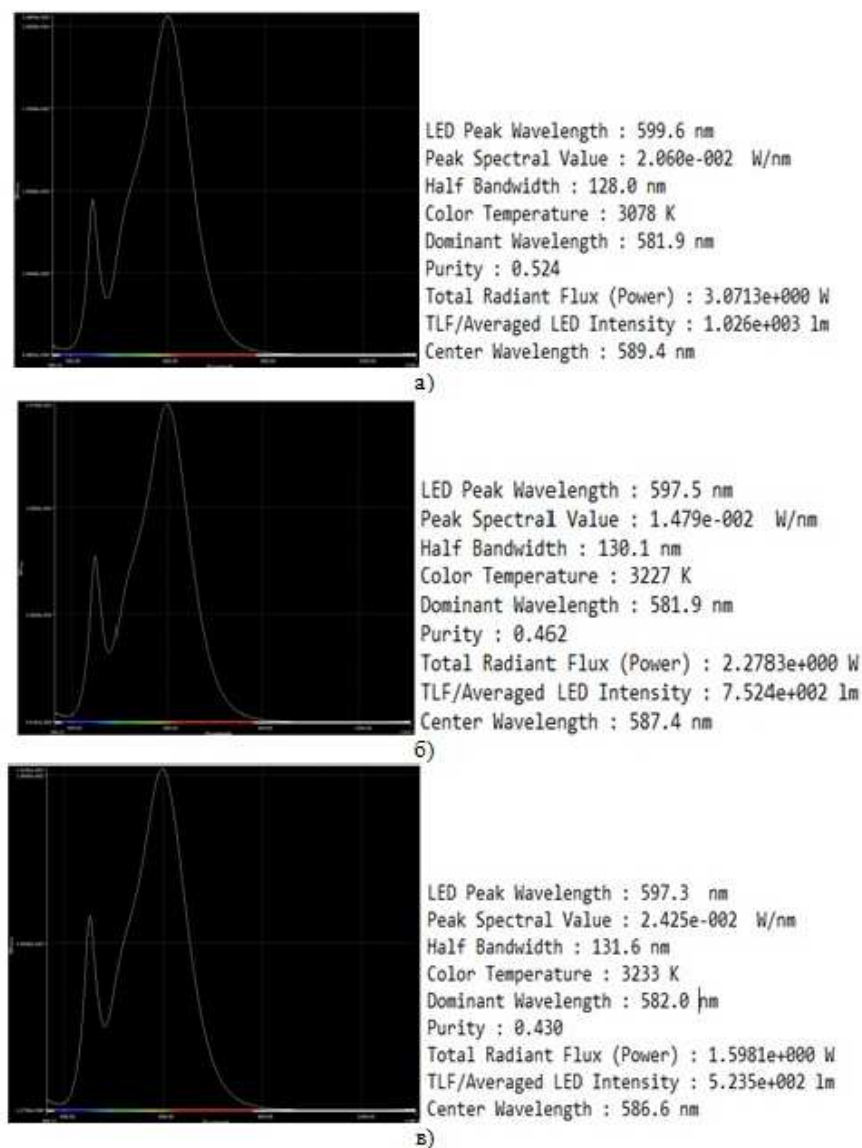 LED Peak Wavelength : 599.6 nm
Peak Spectral Value : 2.060e-002 W/nm
Half Bandwidth : 128.0 nm
Color Temperature : 3078 K
Dominant Wavelength : 581.9 nm
Purity : 0.524
Total Radiant Flux (Power) : 3.0713e+000 W
TLF/Averaged LED Intensity : 1.026e+003 lm
Center Wavelength : 589.4 nm
а)
LED Peak Wavelength : 597.5 nm
Peak Spectral Value : 1.479e-002 W/nm
Half Bandwidth : 130.1 nm
Color Temperature : 3227 K
Dominant Wavelength : 581.9 nm
Purity : 0.462
Total Radiant Flux (Power) : 2.2783e+000 W
TLF/Averaged LED Intensity : 7.524e+002 lm
Center Wavelength : 587.4 nm
б)
LED Peak Wavelength : 597.3 nm
Peak Spectral Value : 2.425e-002 W/nm
Half Bandwidth : 131.6 nm
Color Temperature : 3233 K
Dominant Wavelength : 582.0 nm
Purity : 0.430
Total Radiant Flux (Power) : 1.5981e+000 W
TLF/Averaged LED Intensity : 5.235e+002 lm
Center Wavelength : 586.6 nm
в)